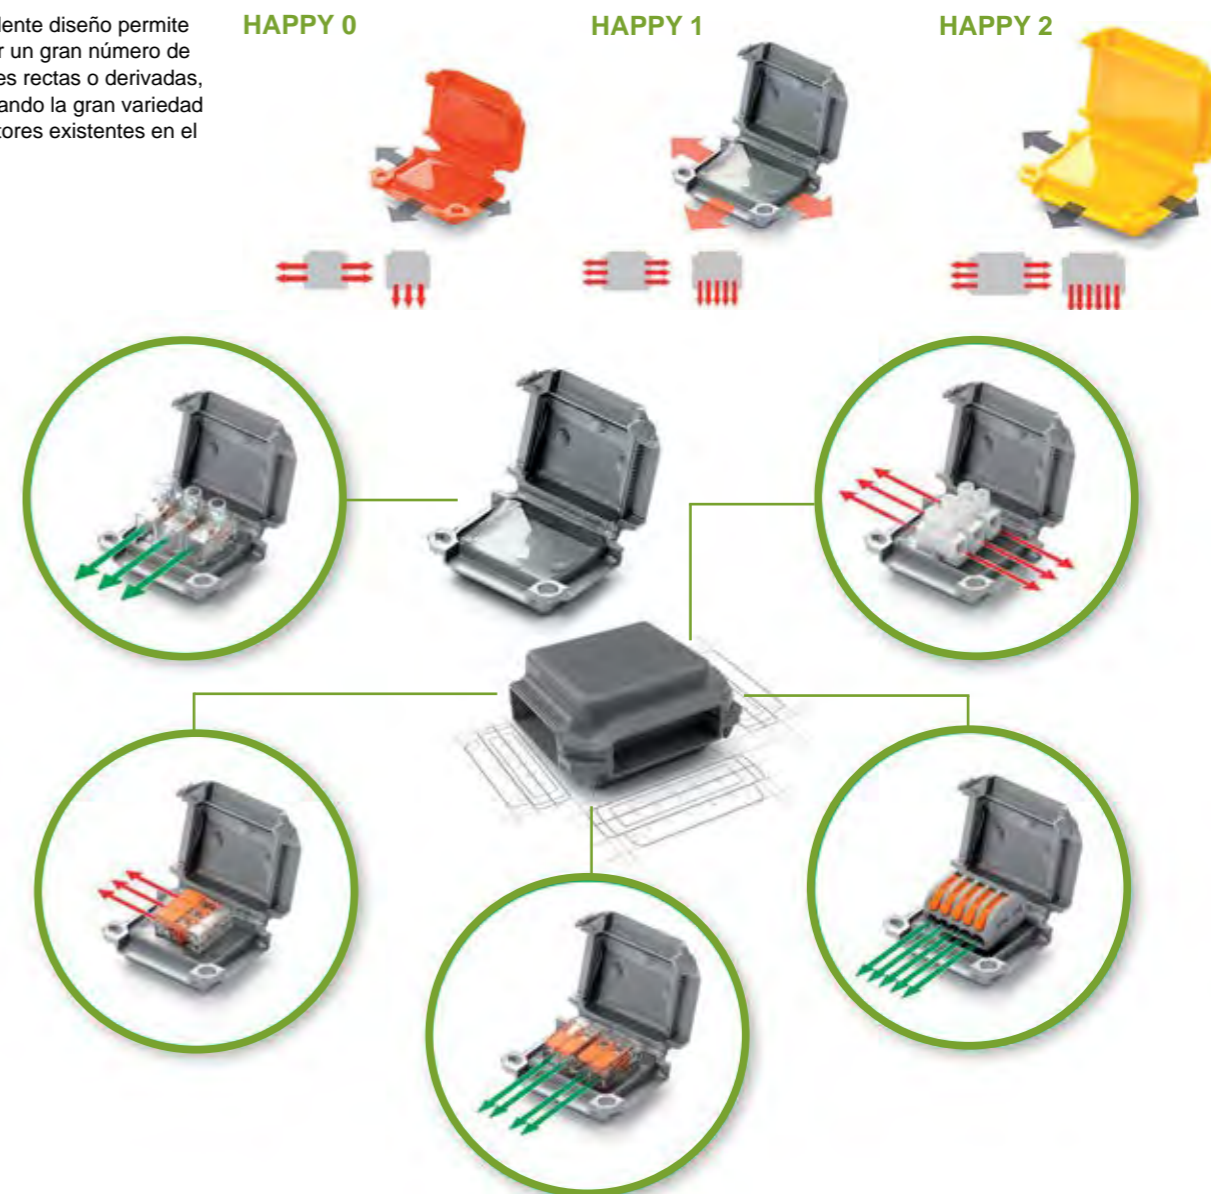 lente diseño permite
r un gran número de
es rectas o derivadas,
ando la gran variedad
tores existentes en el
HAPPY 0
HAPPY 1
HAPPY 2